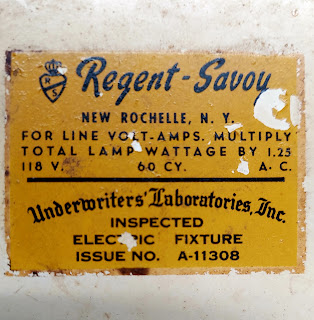 R S
Regent-Savoy
NEW ROCHELLE, N. Y.
FOR LINE VOLT-AMPS. MULTIPLY
TOTAL LAMP WATTAGE BY 1.25
118 V. 60 CY. A. C.
Underwriters' Laboratories, Inc.
INSPECTED
ELECTRIC FIXTURE
ISSUE NO. A-11308